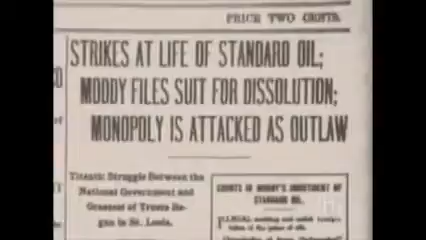 PRICE TWO CENTS.
STRIKES AT LIFE OF STANDARD OIL;
MOODY FILES SUIT FOR DISSOLUTION;
MONOPOLY IS ATTACKED AS OUTLAW
Titanic Struggle Between the
National Government and
Greatest of Trusts Be-
gan in St. Louis.
COUNTS IN MOODY'S INDICTMENT OF
STANDARD OIL.